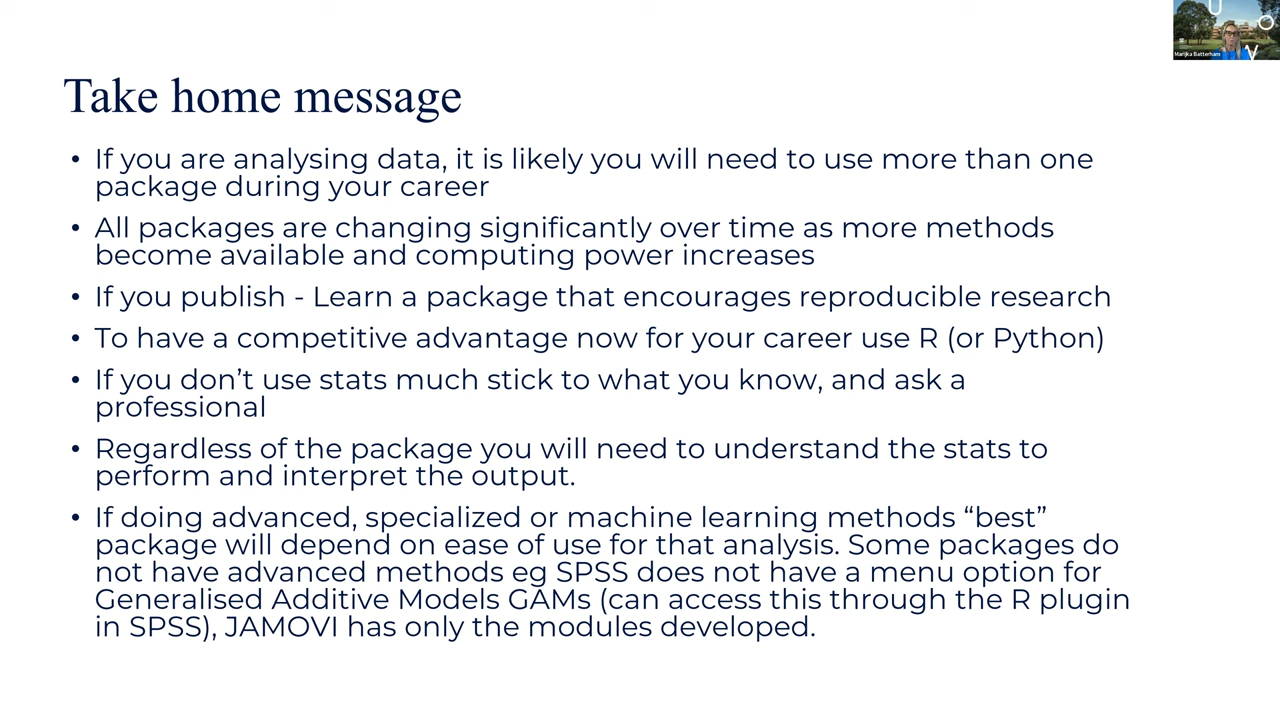 U
O
W
Marijka Batterham
Take home message
• If you are analysing data, it is likely you will need to use more than one
package during your career
• All packages are changing significantly over time as more methods
become available and computing power increases
• If you publish - Learn a package that encourages reproducible research
• To have a competitive advantage now for your career use R (or Python)
• If you don’t use stats much stick to what you know, and ask a
professional
• Regardless of the package you will need to understand the stats to
perform and interpret the output.
• If doing advanced, specialized or machine learning methods “best”
package will depend on ease of use for that analysis. Some packages do
not have advanced methods eg SPSS does not have a menu option for
Generalised Additive Models GAMs (can access this through the R plugin
in SPSS), JAMOVI has only the modules developed.